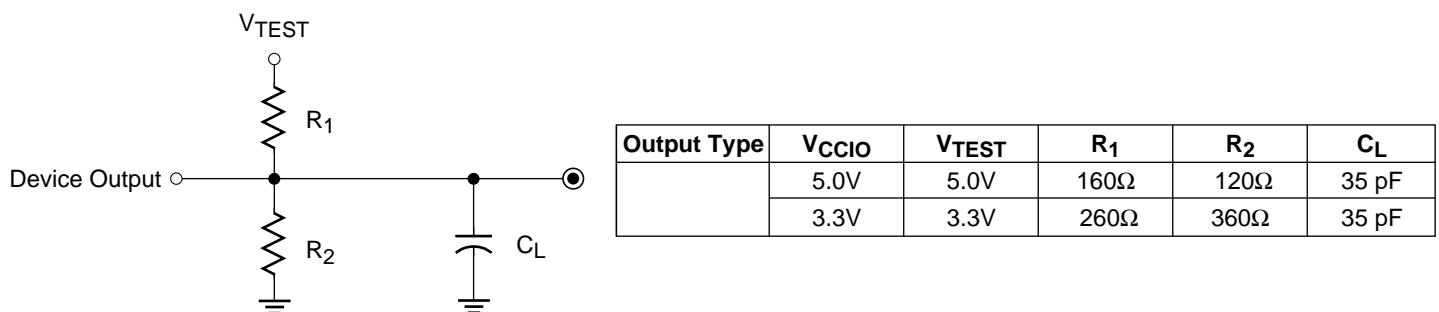 VTEST
R1
Device Output
R2
CL
Output Type VCCIO VTEST R1 R2 CL
5.0V 5.0V 160Ω 120Ω 35 pF
3.3V 3.3V 260Ω 360Ω 35 pF